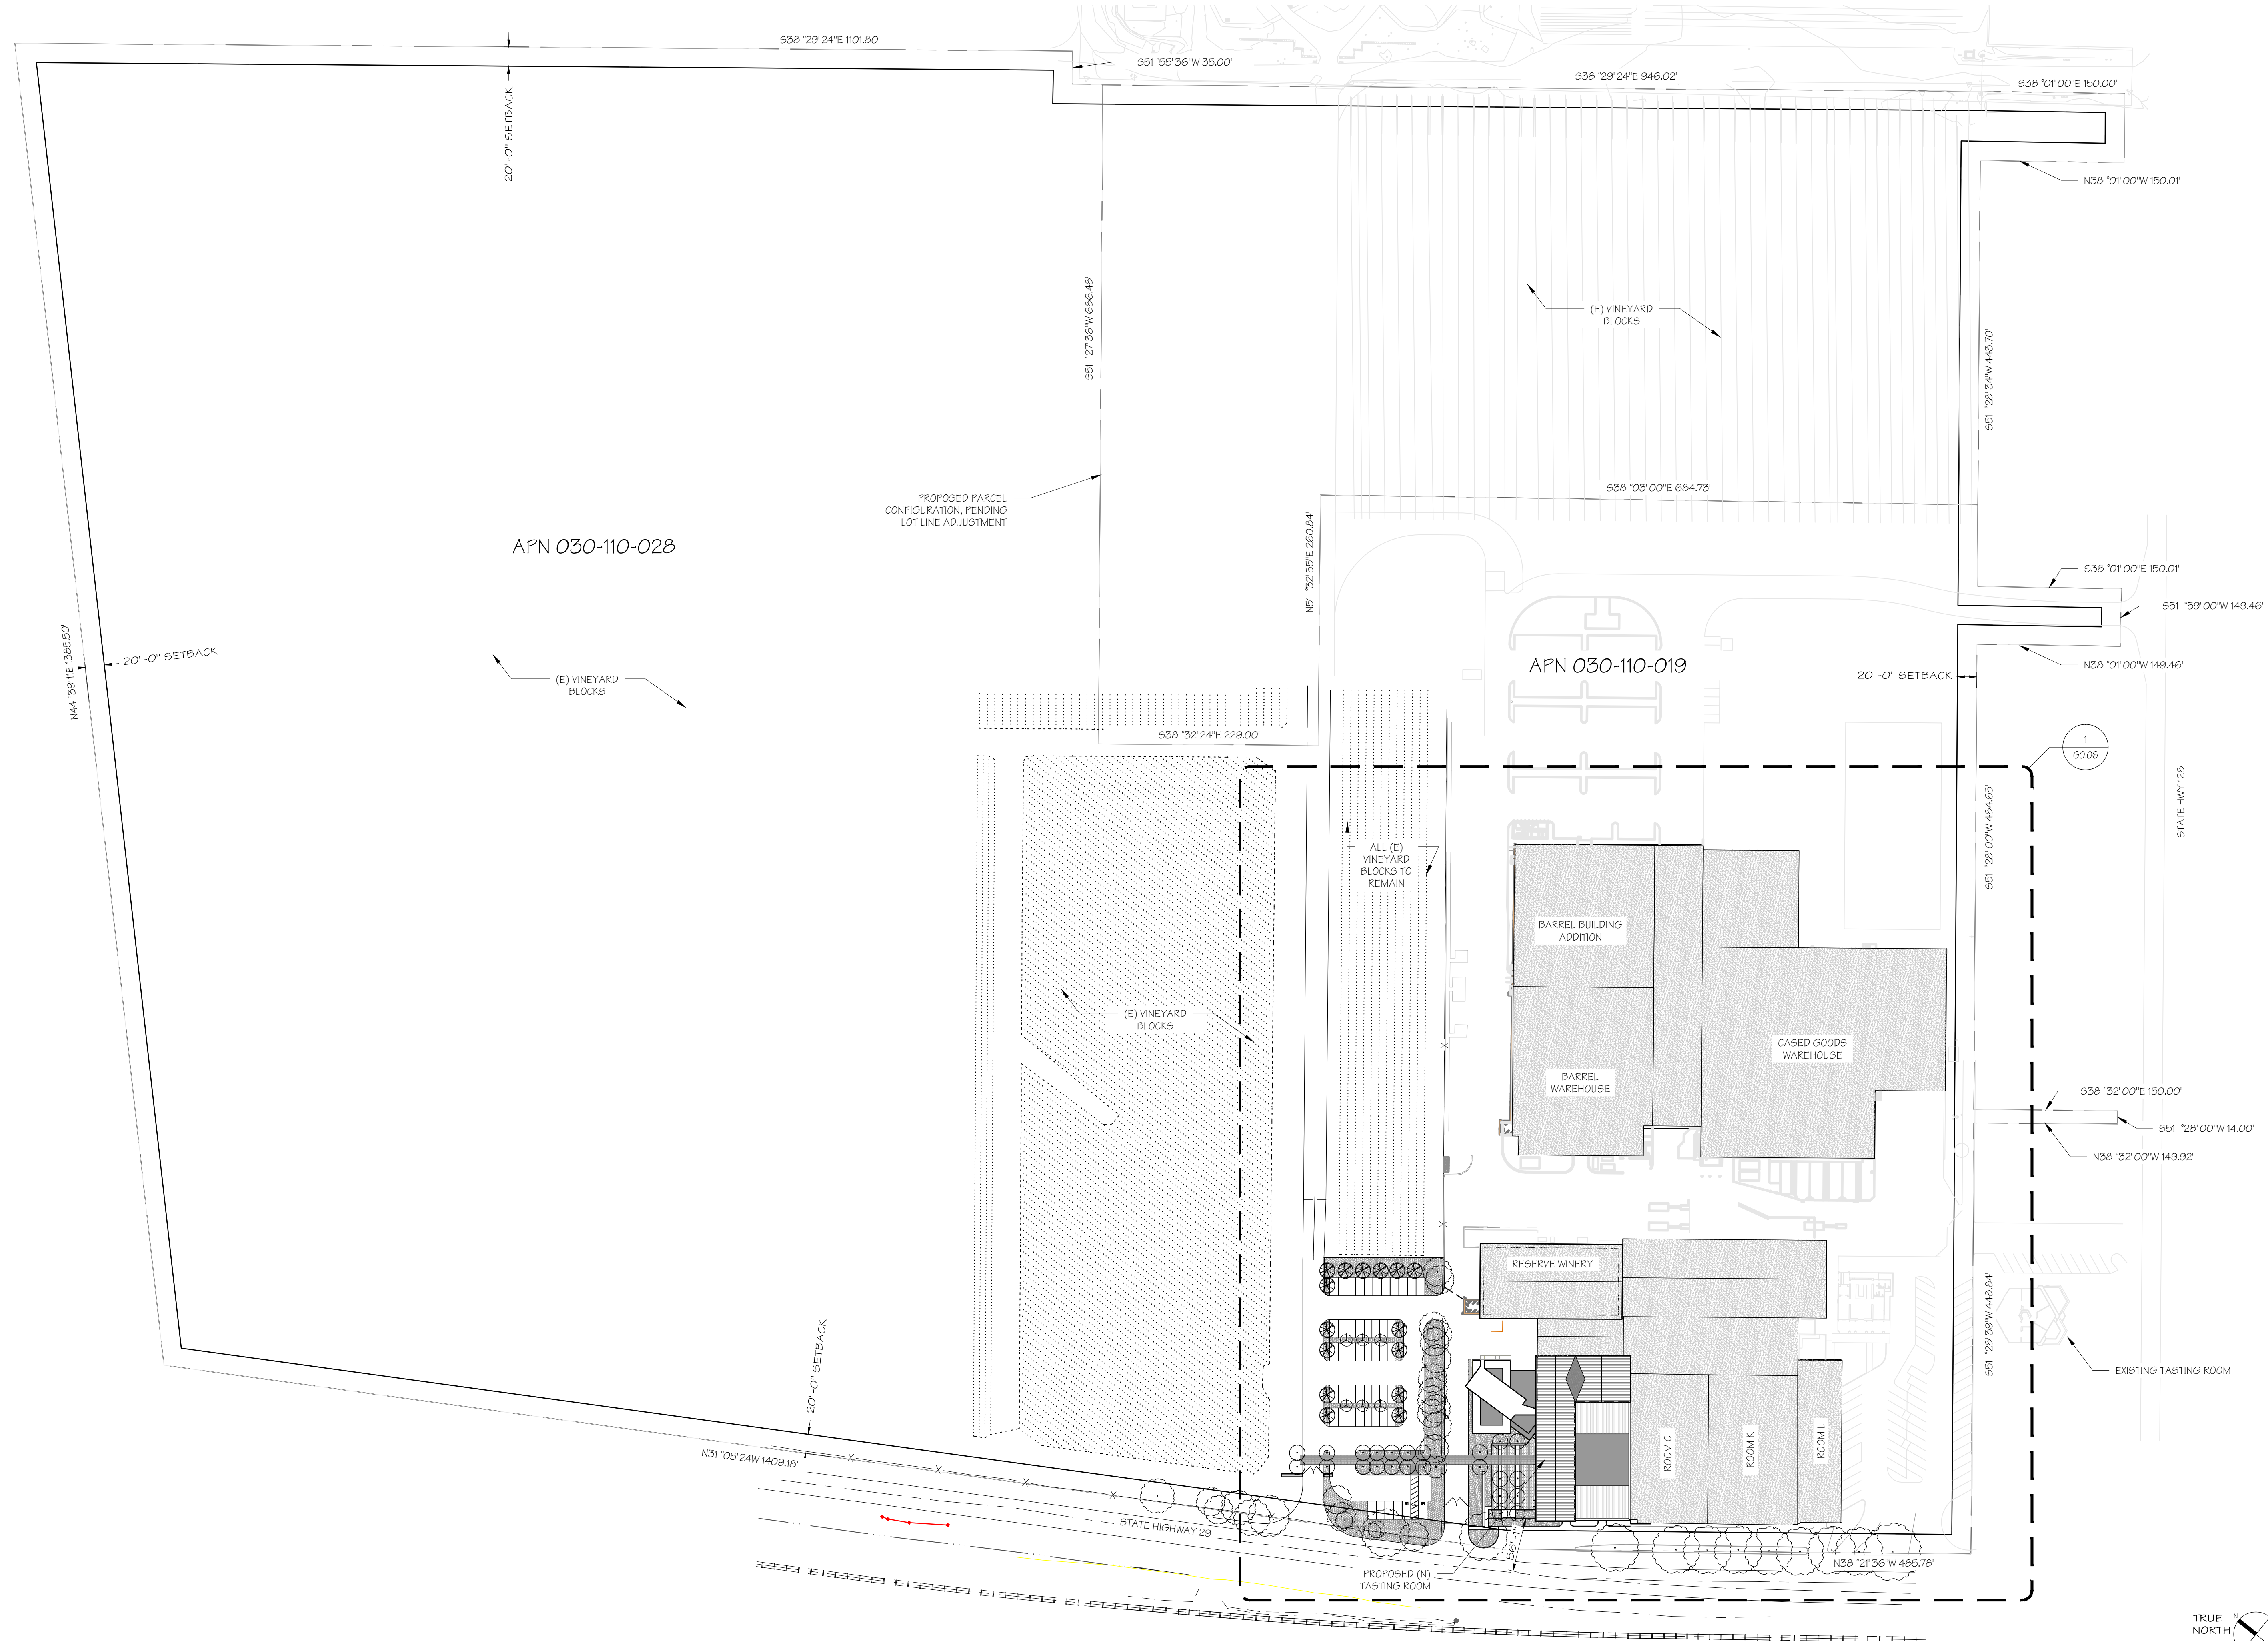 S38 °29' 24"E 1101.80'
S51 °55' 36"W 35.00'
S38 °29' 24"E 946.02'
S38 °01' 00"E 150.00'
20' -0" SETBACK
N38 °01' 00"W 150.01'
S51 °27' 36"W 686.48'
(E) VINEYARD
BLOCKS
S51 °28' 34"W 443.70'
PROPOSED PARCEL
CONFIGURATION, PENDING
LOT LINE ADJUSTMENT
S38 °03' 00"E 684.73'
N51 °32' 55"E 260.84'
APN 030-110-028
S38 °01' 00"E 150.01'
S51 °59' 00"W 149.46'
N44 °39' 11E 1385.50'
20' -0" SETBACK
APN 030-110-019
N38 °01' 00"W 149.46'
20' -0" SETBACK
(E) VINEYARD
BLOCKS
S38 °32' 24"E 229.00'
1
G0.06
STATE HWY 128
S51 °28' 00"W 484.65'
ALL (E)
VINEYARD
BLOCKS TO
REMAIN
BARREL BUILDING
ADDITION
(E) VINEYARD
BLOCKS
CASED GOODS
WAREHOUSE
BARREL
WAREHOUSE
S38 °32' 00"E 150.00'
S51 °28' 00"W 14.00'
N38 °32' 00"W 149.92'
RESERVE WINERY
S51 °28' 39"W 448.84'
20' -0" SETBACK
EXISTING TASTING ROOM
ROOM C
ROOM K
ROOM L
N31 °05' 24W 1409.18'
X
X
X
X
X
X
STATE HIGHWAY 29
56' -1"
N38 °21' 36"W 485.78'
PROPOSED (N)
TASTING ROOM
TRUE
NORTH
N